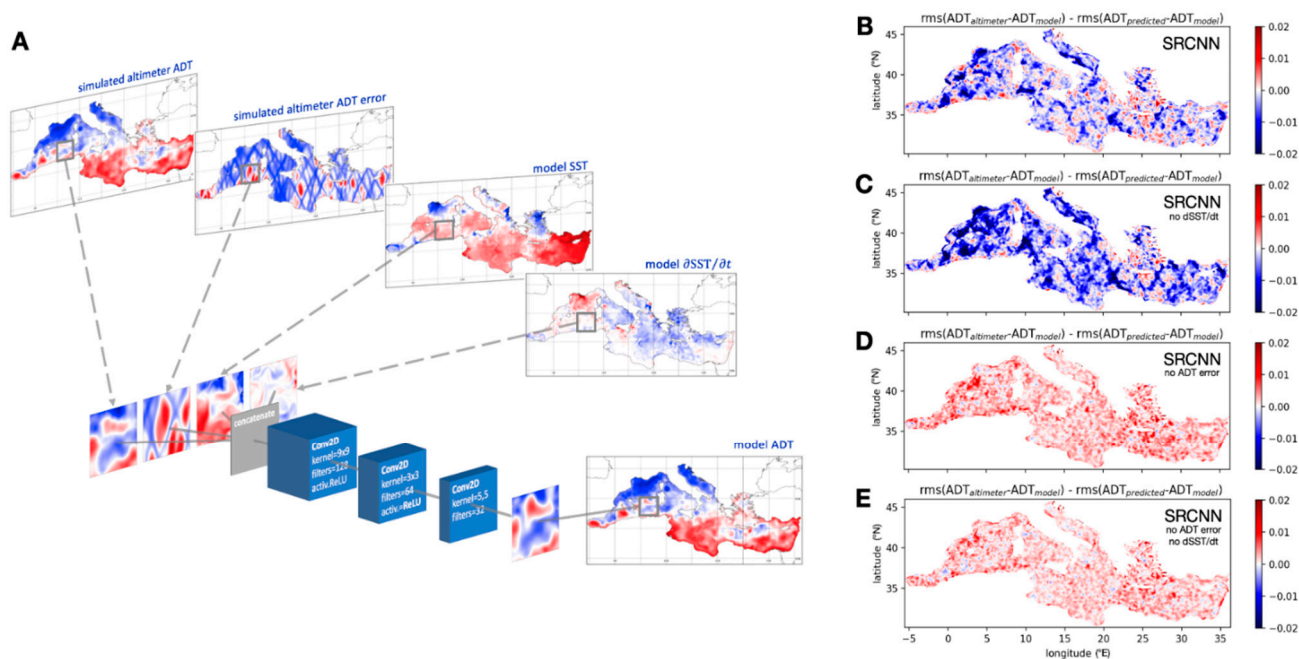 A
simulated altimeter ADT
simulated altimeter ADT error
model SST
model ∂SST/∂t
concatenate
Conv2D
kernel=9x9
filters=128
activ.ReLU
Conv2D
kernel=3x3
filters=64
activ.=ReLU
Conv2D
kernel=5,5
filters=32
model ADT
B
rms(ADTaltimeter-ADTmodel) - rms(ADTpredicted-ADTmodel)
SRCNN
latitude (°N)
45
40
35
0.02
0.01
0.00
−0.01
−0.02
C
rms(ADTaltimeter-ADTmodel) - rms(ADTpredicted-ADTmodel)
SRCNN
no dSST/dt
latitude (°N)
45
40
35
0.02
0.01
0.00
−0.01
−0.02
D
rms(ADTaltimeter-ADTmodel) - rms(ADTpredicted-ADTmodel)
SRCNN
no ADT error
latitude (°N)
45
40
35
0.02
0.01
0.00
−0.01
−0.02
E
rms(ADTaltimeter-ADTmodel) - rms(ADTpredicted-ADTmodel)
SRCNN
no ADT error
no dSST/dt
latitude (°N)
45
40
35
0.02
0.01
0.00
−0.01
−0.02
−5 0 5 10 15 20 25 30 35
longitude (°E)